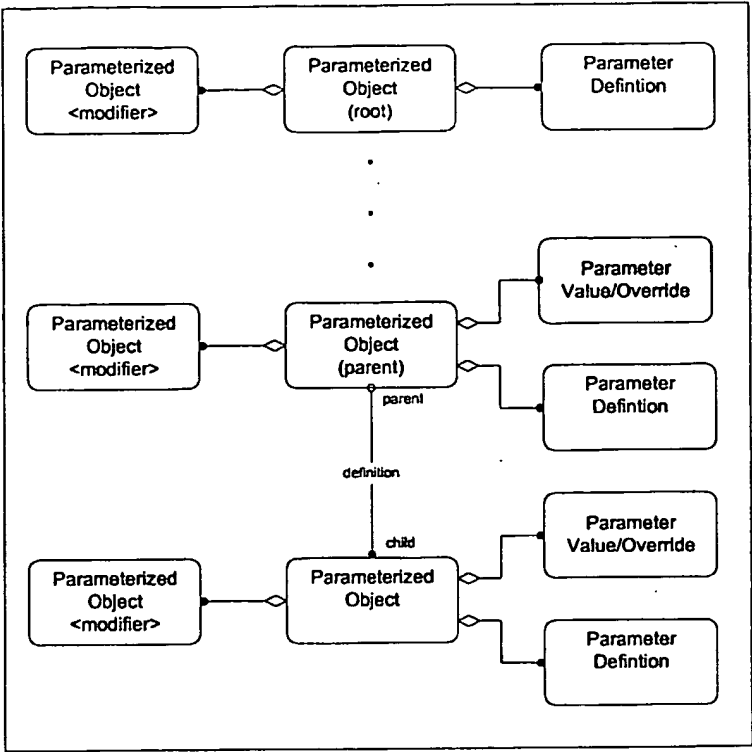 Parameterized
Object
<modifier>
Parameterized
Object
(root)
Parameter
Defintion
Parameterized
Object
<modifier>
Parameterized
Object
(parent)
Parameter
Value/Override
Parameter
Defintion
parent
definition
child
Parameterized
Object
<modifier>
Parameterized
Object
Parameter
Value/Override
Parameter
Defintion